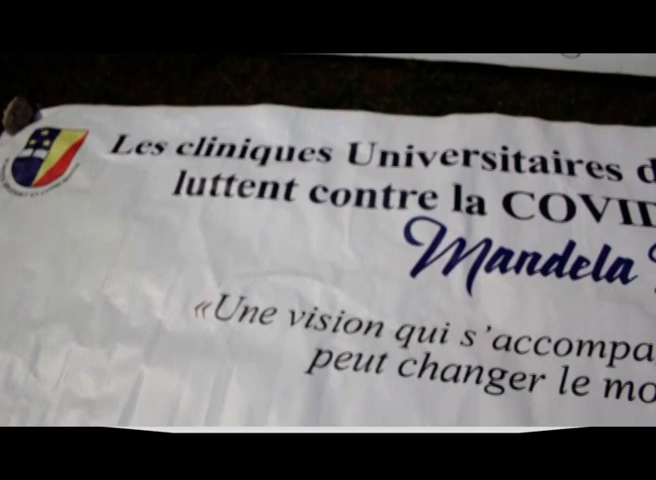 Les cliniques Universitaires d
luttent contre la COVID
Mandela
«Une vision qui s'accompa
peut changer le mo